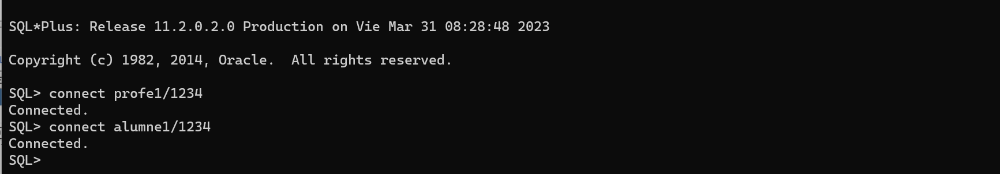 SQL*Plus: Release 11.2.0.2.0 Production on Vie Mar 31 08:28:48 2023
Copyright (c) 1982, 2014, Oracle.  All rights reserved.
SQL> connect profe1/1234
Connected.
SQL> connect alumne1/1234
Connected.
SQL>